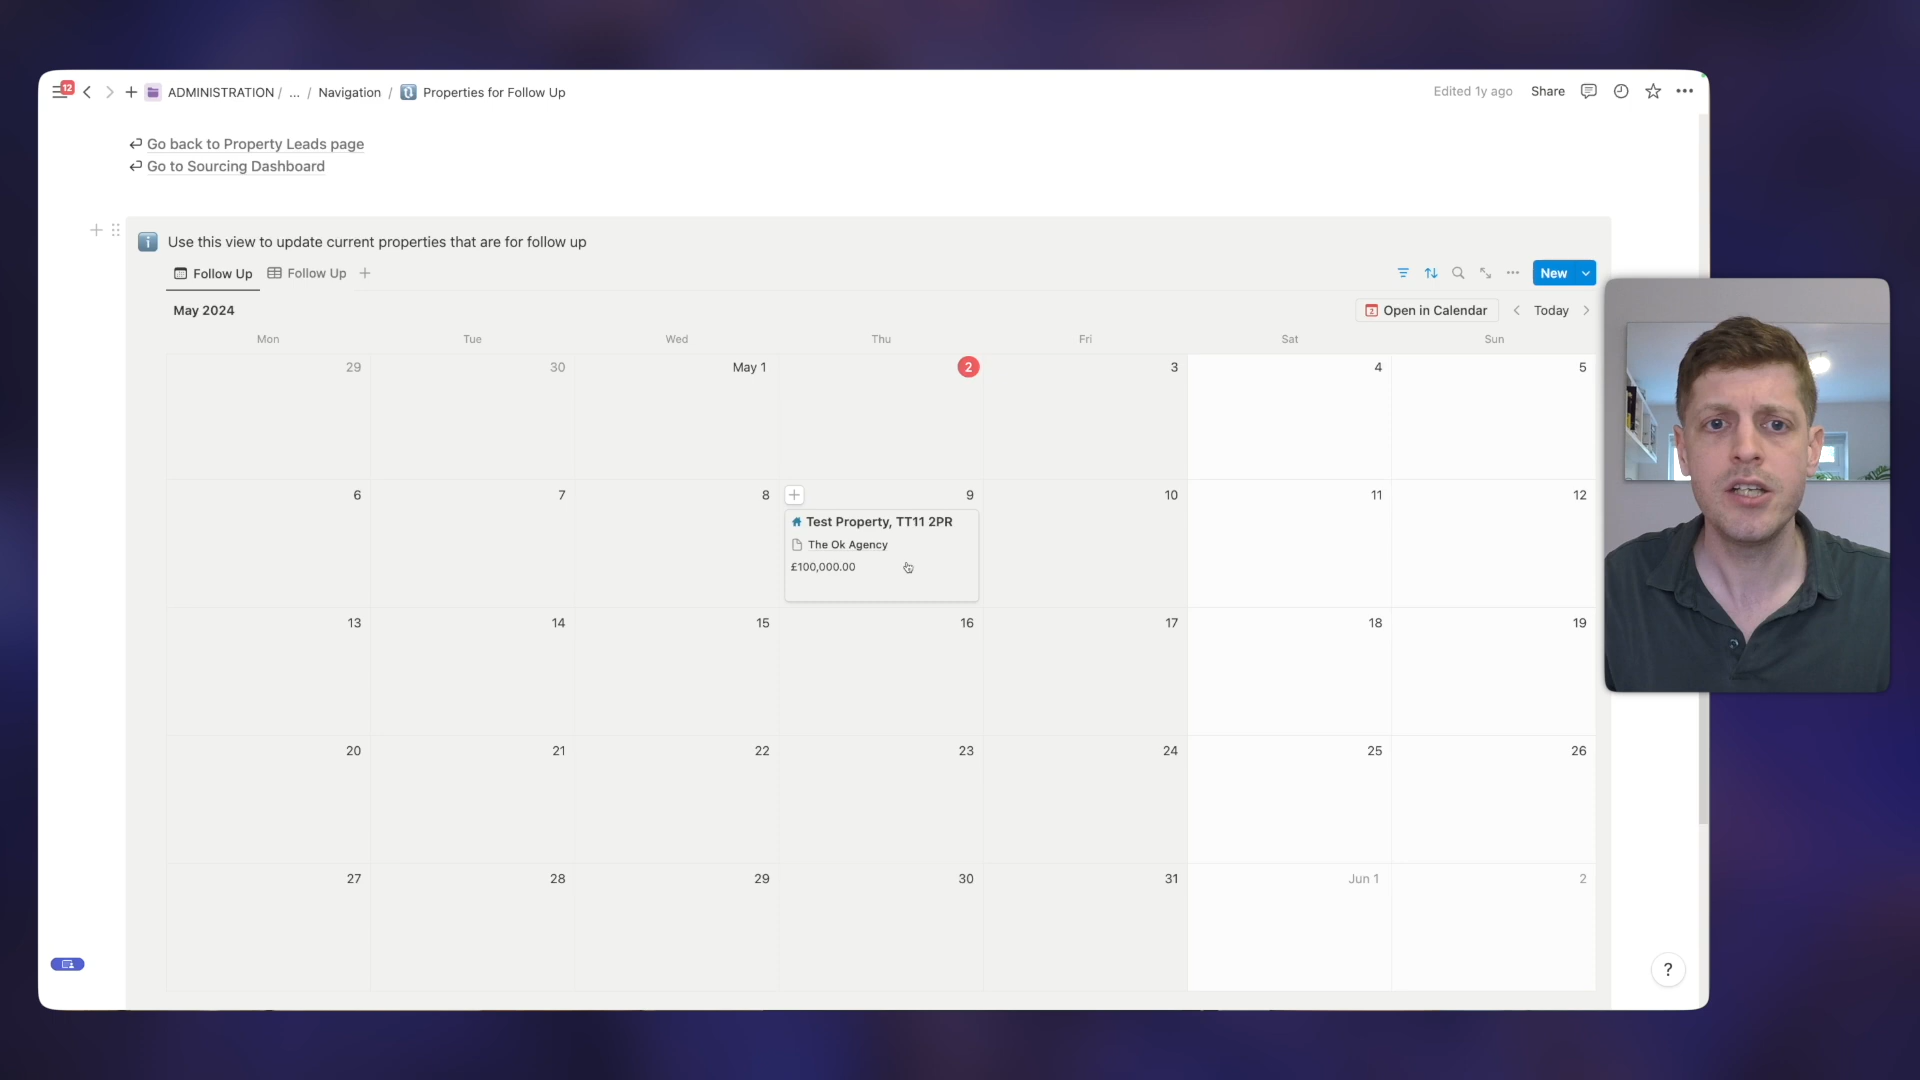 12
ADMINISTRATION / ... / Navigation / Properties for Follow Up
Edited 1y ago Share
Go back to Property Leads page
Go to Sourcing Dashboard
Use this view to update current properties that are for follow up
Follow Up Follow Up
New
May 2024
Open in Calendar Today
Mon Tue Wed Thu Fri Sat Sun
29 30 May 1 2 3 4 5
6 7 8 9 10 11 12
Test Property, TT11 2PR
The Ok Agency
£100,000.00
13 14 15 16 17 18 19
20 21 22 23 24 25 26
27 28 29 30 31 Jun 1 2
?